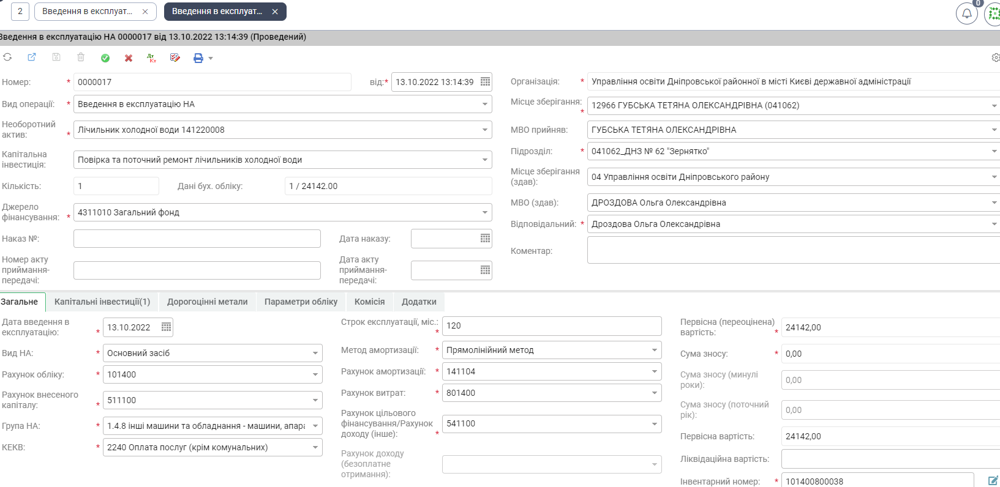 2
Введення в експлуат...
Введення в експлуат...
0
Введення в експлуатацію НА 0000017 від 13.10.2022 13:14:39 (Проведений)
Дт
Кт
Номер: * 0000017 від:* 13.10.2022 13:14:39
Вид операції: * Введення в експлуатацію НА
Необоротний
актив: * Лічильник холодної води 141220008
Капітальна
інвестиція: Повірка та поточний ремонт лічильників холодної води
Кількість: 1 Дані бух. обліку: 1 / 24142.00
Джерело
фінансування: * 4311010 Загальний фонд
Наказ №: Дата наказу:
Номер акту
приймання-
передачі:
Дата акту
приймання-
передачі:
Організація: * Управління освіти Дніпровської районної в місті Києві державної адміністрації
Місце зберігання: * 12966 ГУБСЬКА ТЕТЯНА ОЛЕКСАНДРІВНА (041062)
МВО прийняв: ГУБСЬКА ТЕТЯНА ОЛЕКСАНДРІВНА
Підрозділ: * 041062_ДНЗ № 62 "Зернятко"
Місце зберігання
(здав): 04 Управління освіти Дніпровського району
МВО (здав): ДРОЗДОВА Ольга Олександрівна
Відповідальний: * Дроздова Ольга Олександрівна
Коментар:
Загальне Капітальні інвестиції(1) Дорогоцінні метали Параметри обліку Комісія Додатки
Дата введення в
експлуатацію: * 13.10.2022
Вид НА: * Основний засіб
Рахунок обліку: * 101400
Рахунок внесеного
капіталу: * 511100
Група НА: * 1.4.8 інші машини та обладнання - машини, апара
КЕКВ: * 2240 Оплата послуг (крім комунальних)
Строк експлуатації, міс.: * 120
Метод амортизації: * Прямолінійний метод
Рахунок амортизації: * 141104
Рахунок витрат: * 801400
Рахунок цільового
фінансування/Рахунок
доходу (інше): * 541100
Рахунок доходу
(безоплатне
отримання):
Первісна (переоцінена)
вартість: * 24142,00
Сума зносу: * 0,00
Сума зносу (минулі
роки): 0,00
Сума зносу (поточний
рік): 0,00
Первісна вартість: 24142,00
Ліквідаційна вартість:
Інвентарний номер: * 101400800038